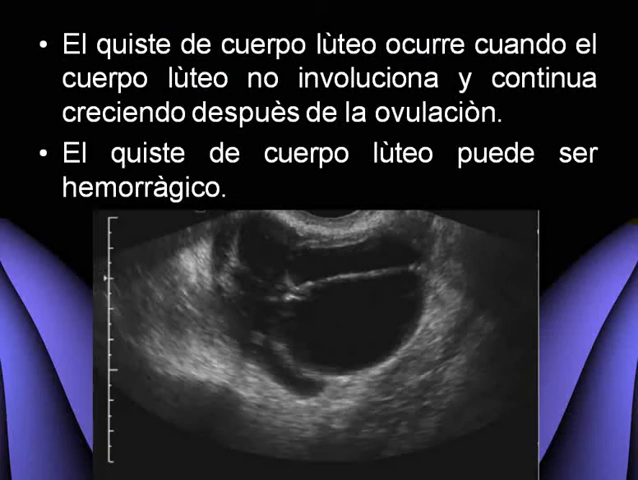 • El quiste de cuerpo lùteo ocurre cuando el
cuerpo lùteo no involuciona y continua
creciendo despuès de la ovulaciòn.
• El quiste de cuerpo lùteo puede ser
hemorràgico.